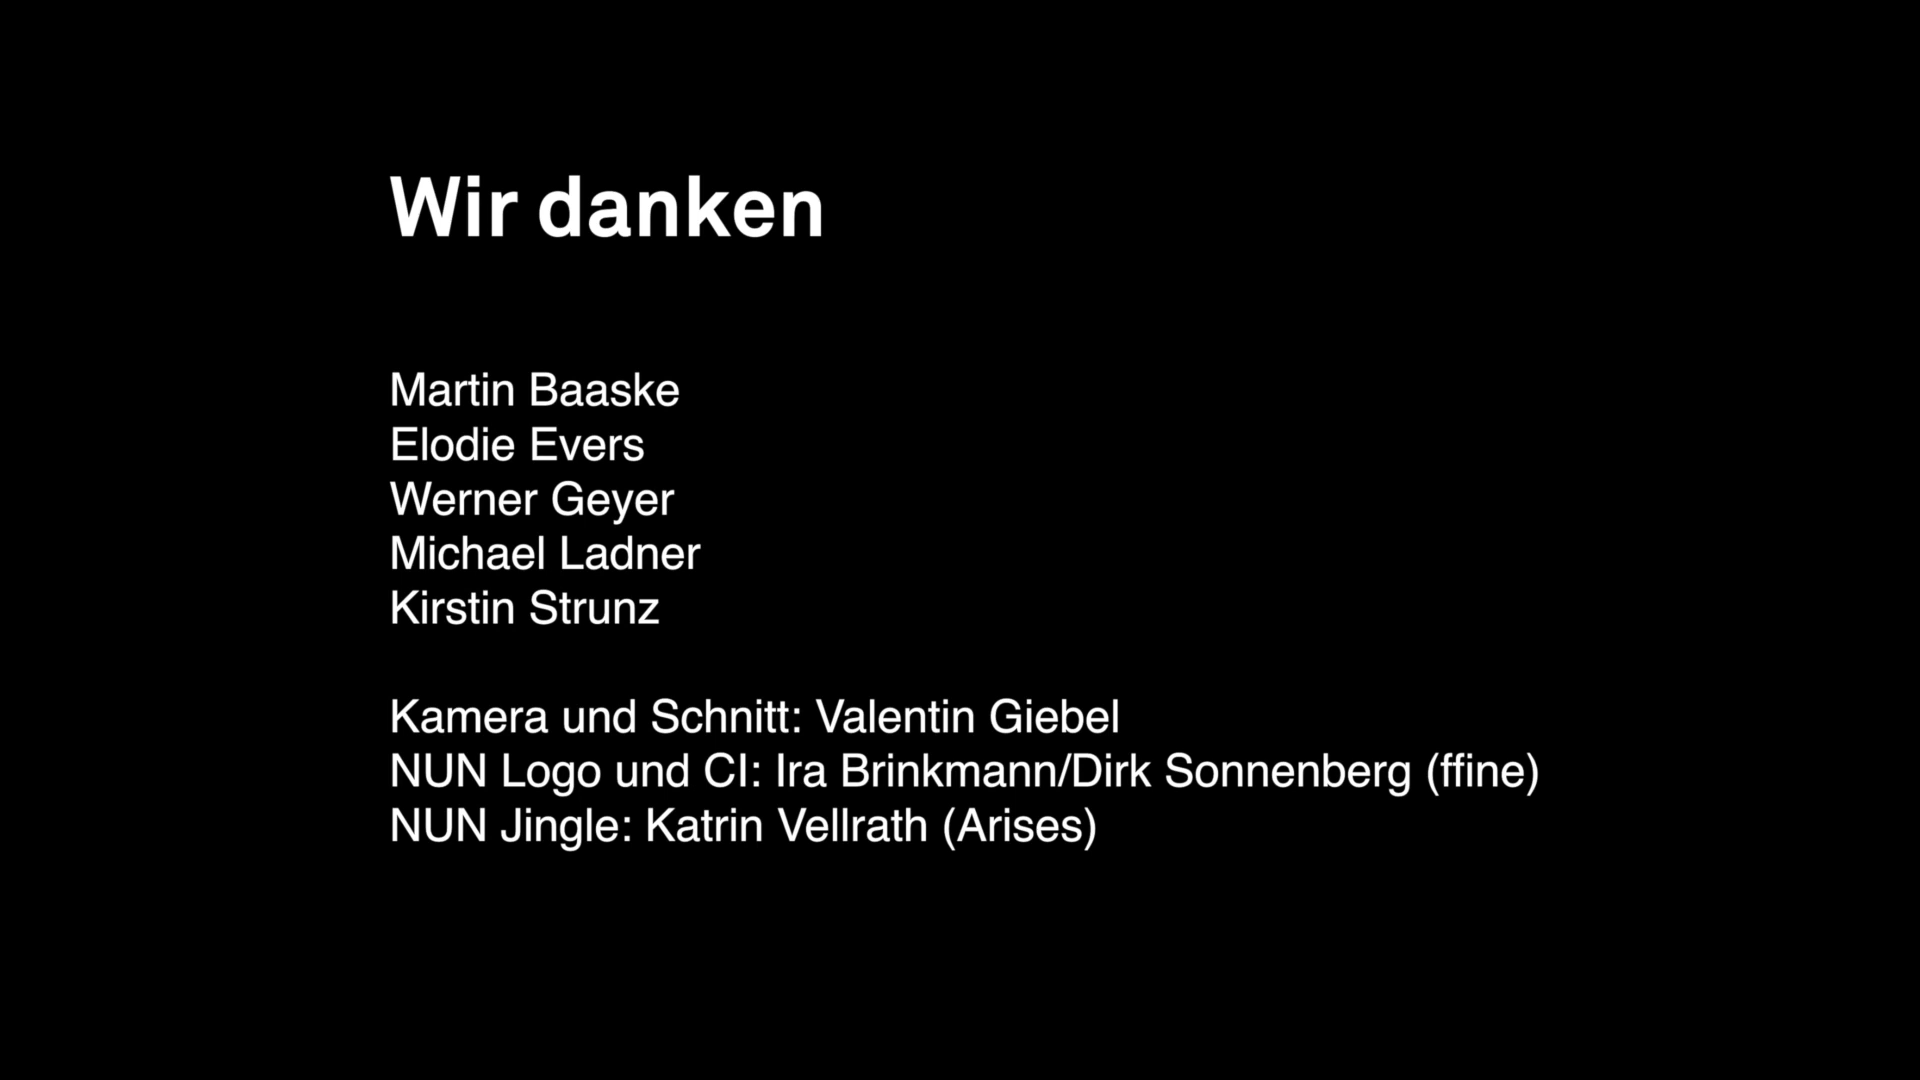 Wir danken
Martin Baaske
Elodie Evers
Werner Geyer
Michael Ladner
Kirstin Strunz
Kamera und Schnitt: Valentin Giebel
NUN Logo und CI: Ira Brinkmann/Dirk Sonnenberg (ffine)
NUN Jingle: Katrin Vellrath (Arises)